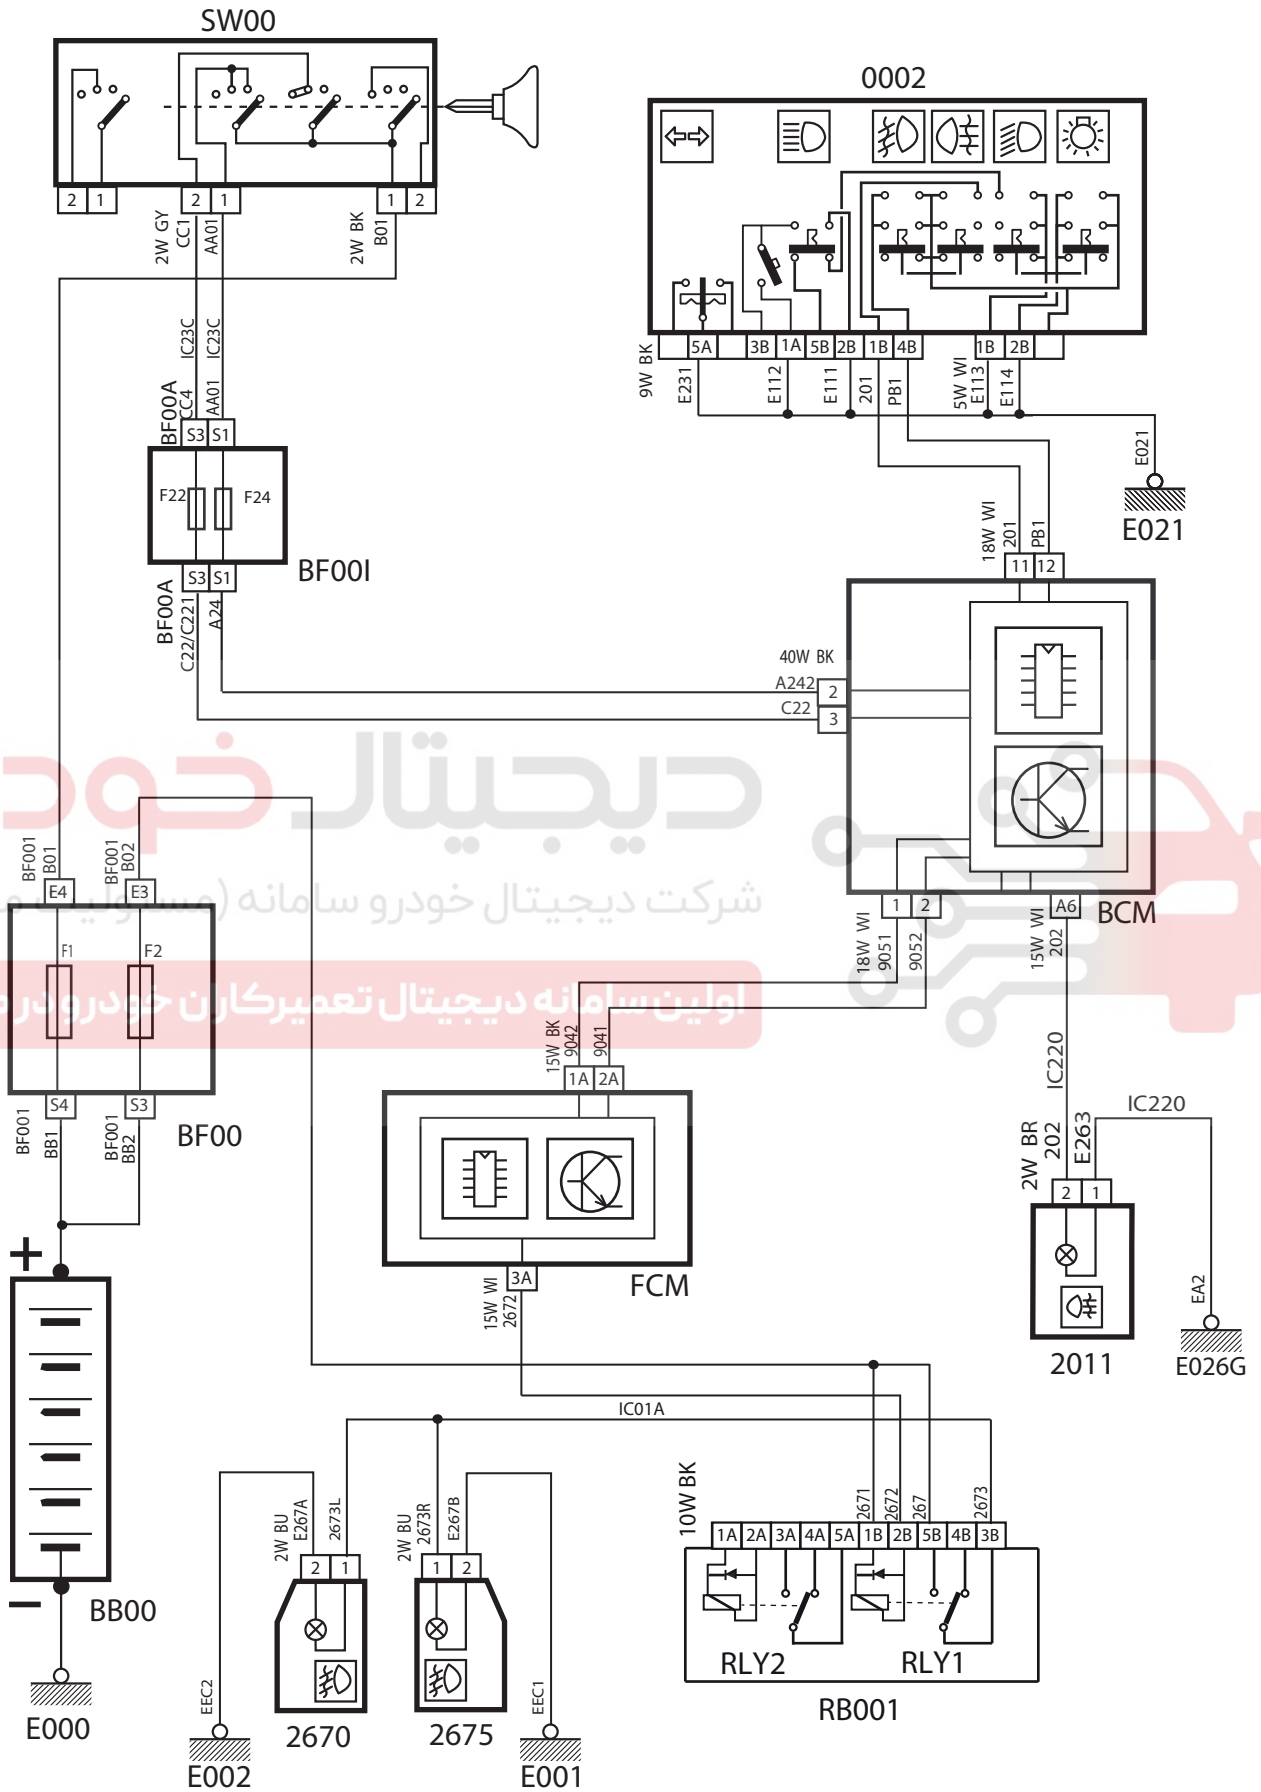 SW00
2
1
2
1
1
2
2W GY
CC1
AA01
2W BK
B01
IC23C
IC23C
BF00A
CC4
AA01
S3
S1
F22
F24
S3
S1
BF00I
BF00A
C22/C221
A24
0002
5A
3B
1A
5B
2B
1B
4B
1B
2B
9W BK
E231
E112
E111
201
PB1
5W WI
E113
E114
E021
E021
18W WI
201
PB1
11
12
40W BK
A242
2
C22
3
BCM
1
2
A6
18W WI
9051
9052
15W WI
202
دیجیتال خودرو
شرکت دیجیتال خودرو سامانه (مسئولیت م
اولین سامانه دیجیتال تعمیرکاران خودرو در
BF001
B01
BF001
B02
E4
E3
F1
F2
S4
S3
BF001
BB1
BF001
BB2
BF00
15W BK
9042
9041
1A
2A
FCM
3A
15W WI
2672
IC220
IC220
2W BR
202
E263
2
1
2011
EA2
E026G
+
BB00
E000
IC01A
2W BU
E267A
2673L
2
1
2670
EEC2
E002
2W BU
2673R
E267B
1
2
2675
EEC1
E001
10W BK
2671
2672
267
2673
1A
2A
3A
4A
5A
1B
2B
5B
4B
3B
RLY2
RLY1
RB001